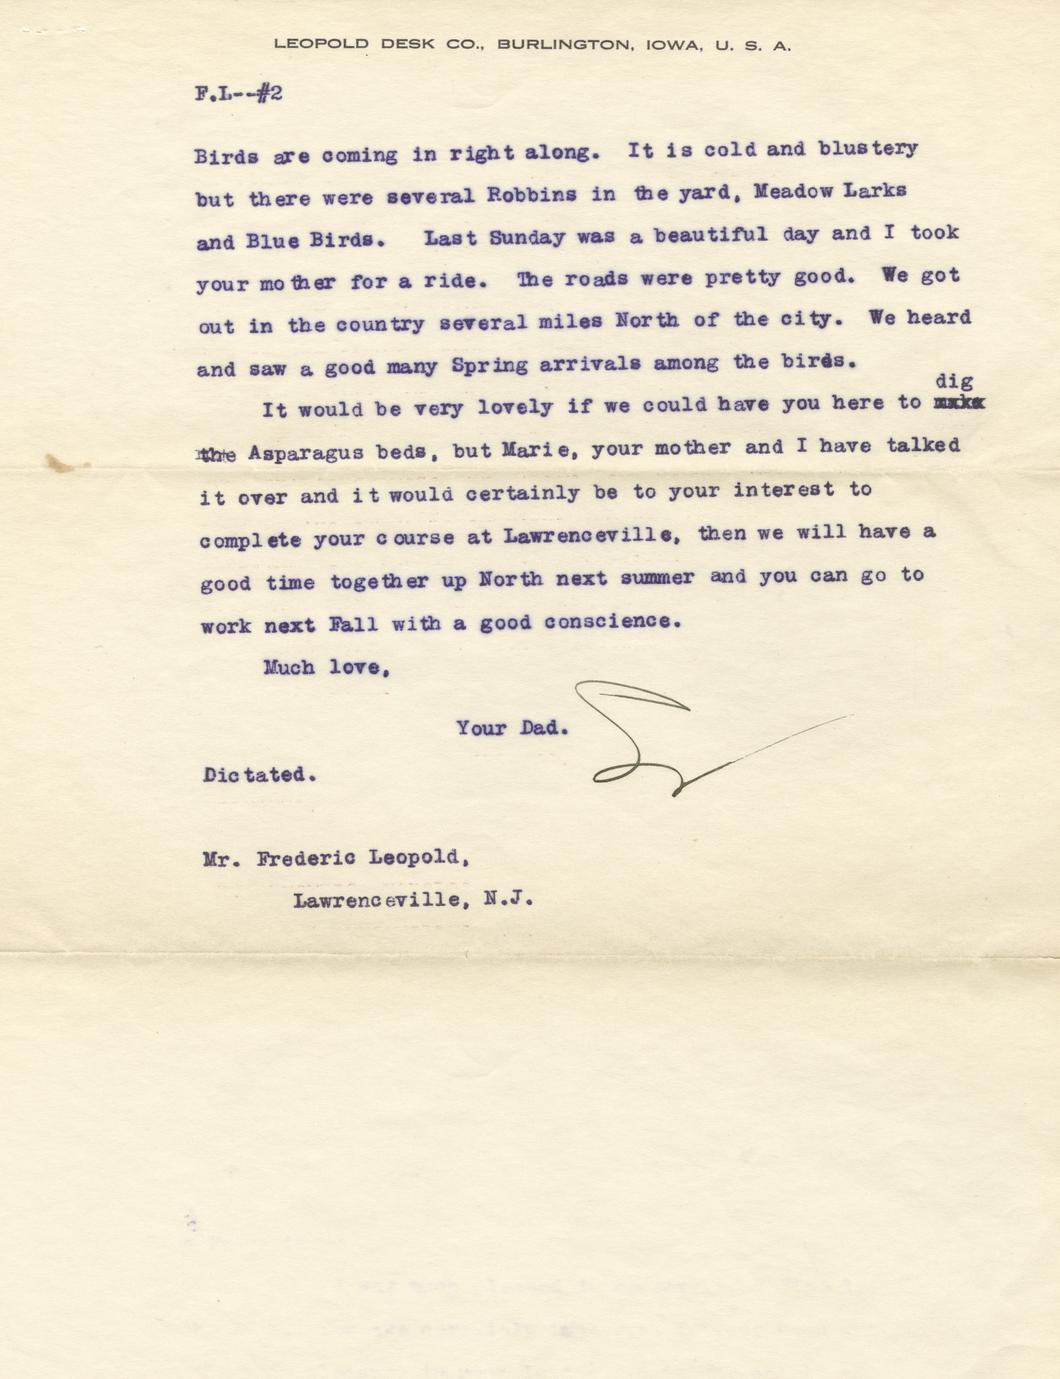 LEOPOLD DESK CO., BURLINGTON, IOWA, U. S. A.
F.L--#2
Birds are coming in right along. It is cold and blustery
but there were several Robbins in the yard, Meadow Larks
and Blue Birds. Last Sunday was a beautiful day and I took
your mother for a ride. The roads were pretty good. We got
out in the country several miles North of the city. We heard
and saw a good many Spring arrivals among the birds.
dig
It would be very lovely if we could have you here to
the Asparagus beds, but Marie, your mother and I have talked
it over and it would certainly be to your interest to
complete your course at Lawrenceville, then we will have a
good time together up North next summer and you can go to
work next Fall with a good conscience.
Much love,
Your Dad.
Dictated.
Mr. Frederic Leopold,
Lawrenceville, N.J.